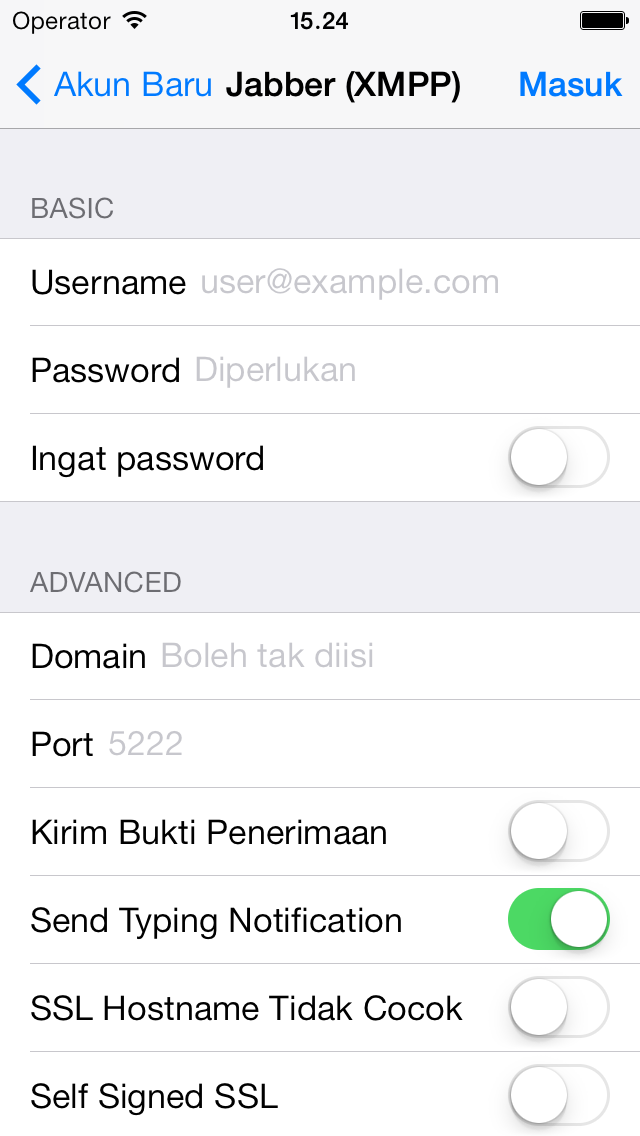 Operator 15.24
Akun Baru Jabber (XMPP) Masuk
BASIC
Username user@example.com
Password Diperlukan
Ingat password
ADVANCED
Domain Boleh tak diisi
Port 5222
Kirim Bukti Penerimaan
Send Typing Notification
SSL Hostname Tidak Cocok
Self Signed SSL